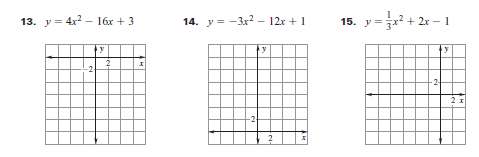 13. y = 4x² − 16x + 3
14. y = −3x² − 12x + 1
15. y = 1/3x² + 2x − 1
y
2
x
−2
y
−2
2
x
y
2
2 x